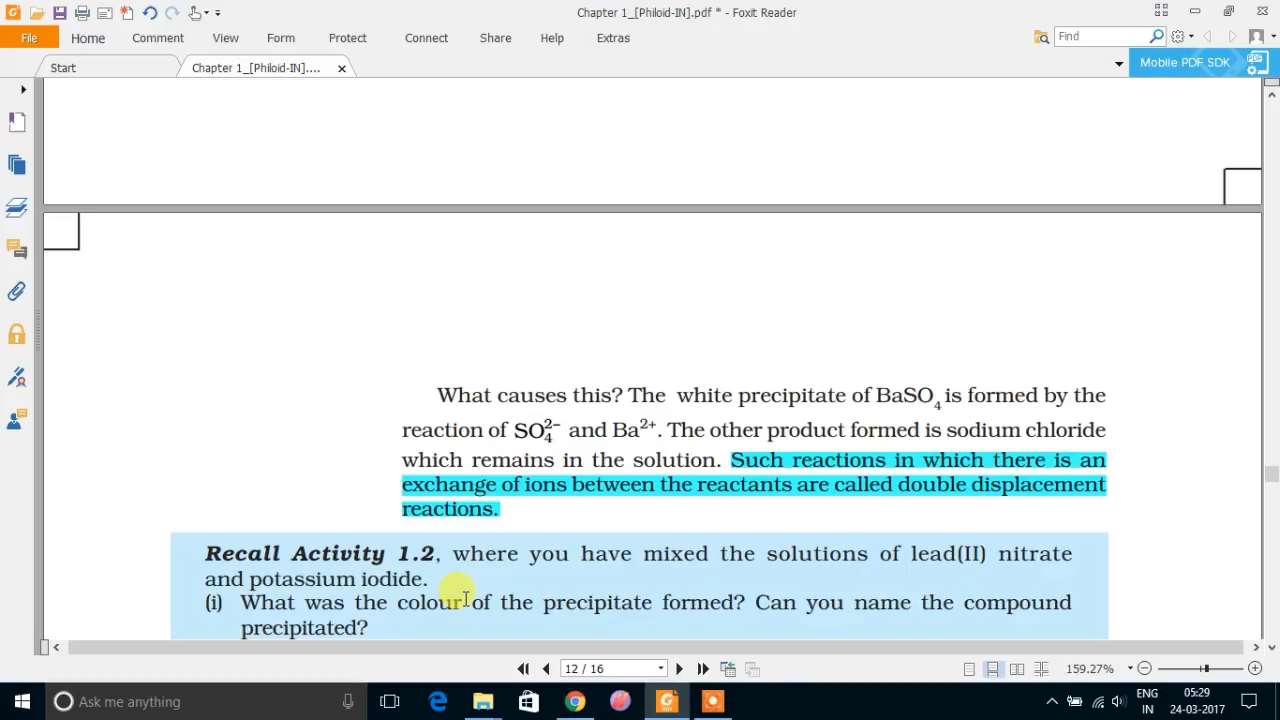 Chapter 1_[Philoid-IN].pdf * - Foxit Reader
File Home Comment View Form Protect Connect Share Help Extras Find
Start Chapter 1_[Philoid-IN].... Mobile PDF SDK
What causes this? The white precipitate of BaSO₄ is formed by the
reaction of SO₄²⁻ and Ba²⁺. The other product formed is sodium chloride
which remains in the solution. Such reactions in which there is an
exchange of ions between the reactants are called double displacement
reactions.
Recall Activity 1.2, where you have mixed the solutions of lead(II) nitrate
and potassium iodide.
(i) What was the colour of the precipitate formed? Can you name the compound
precipitated?
12 / 16 159.27%
Ask me anything ENG 05:29
IN 24-03-2017